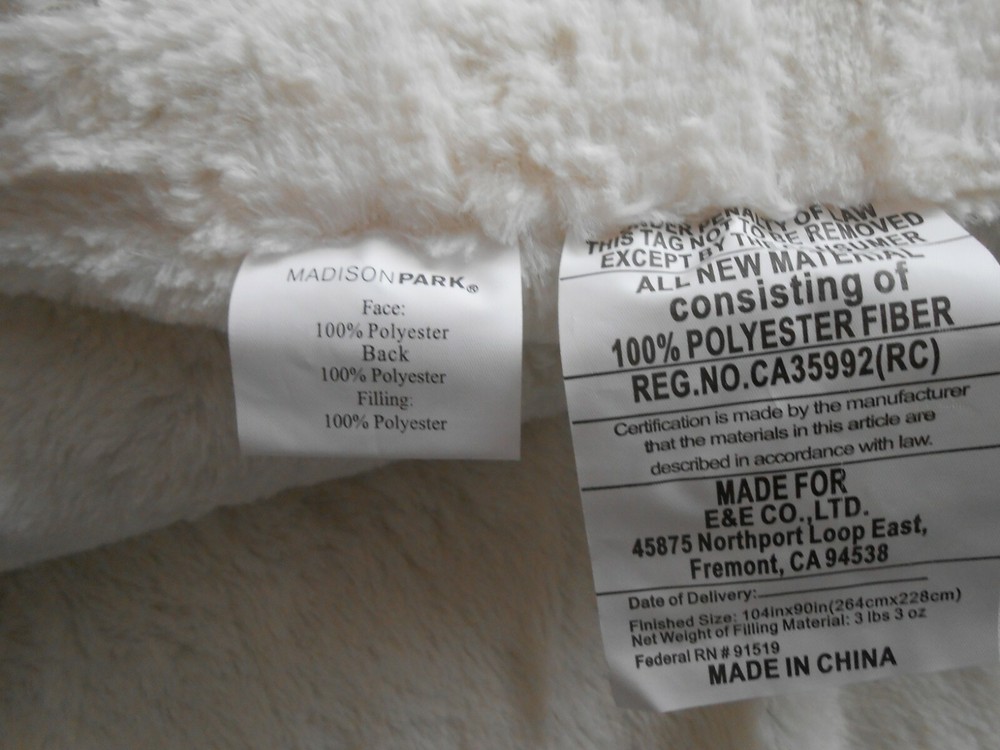 MADISONPARK®
Face:
100% Polyester
Back
100% Polyester
Filling:
100% Polyester
UNDER PENALTY OF LAW
THIS TAG NOT TO BE REMOVED
EXCEPT BY THE CONSUMER
ALL NEW MATERIAL
consisting of
100% POLYESTER FIBER
REG.NO.CA35992(RC)
Certification is made by the manufacturer
that the materials in this article are
described in accordance with law.
MADE FOR
E&E CO.,LTD.
45875 Northport Loop East,
Fremont, CA 94538
Date of Delivery:
Finished Size: 104inx90in(264cmx228cm)
Net Weight of Filling Material: 3 lbs 3 oz
Federal RN # 91519
MADE IN CHINA